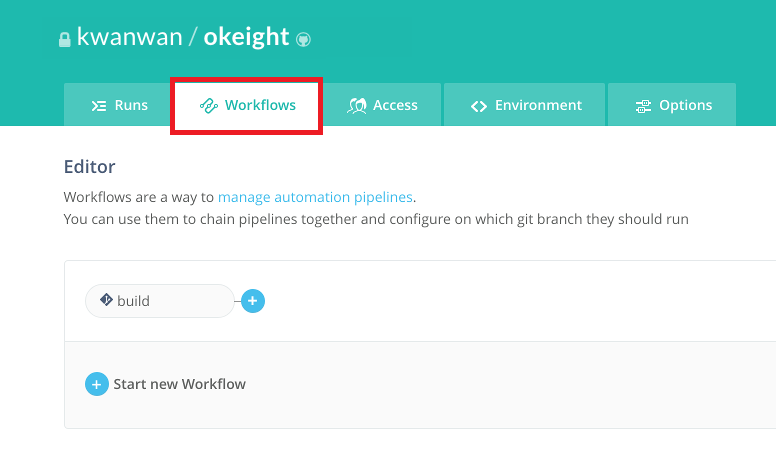 kwanwan / okeight
Runs Workflows Access Environment Options
Editor
Workflows are a way to manage automation pipelines.
You can use them to chain pipelines together and configure on which git branch they should run
build
Start new Workflow